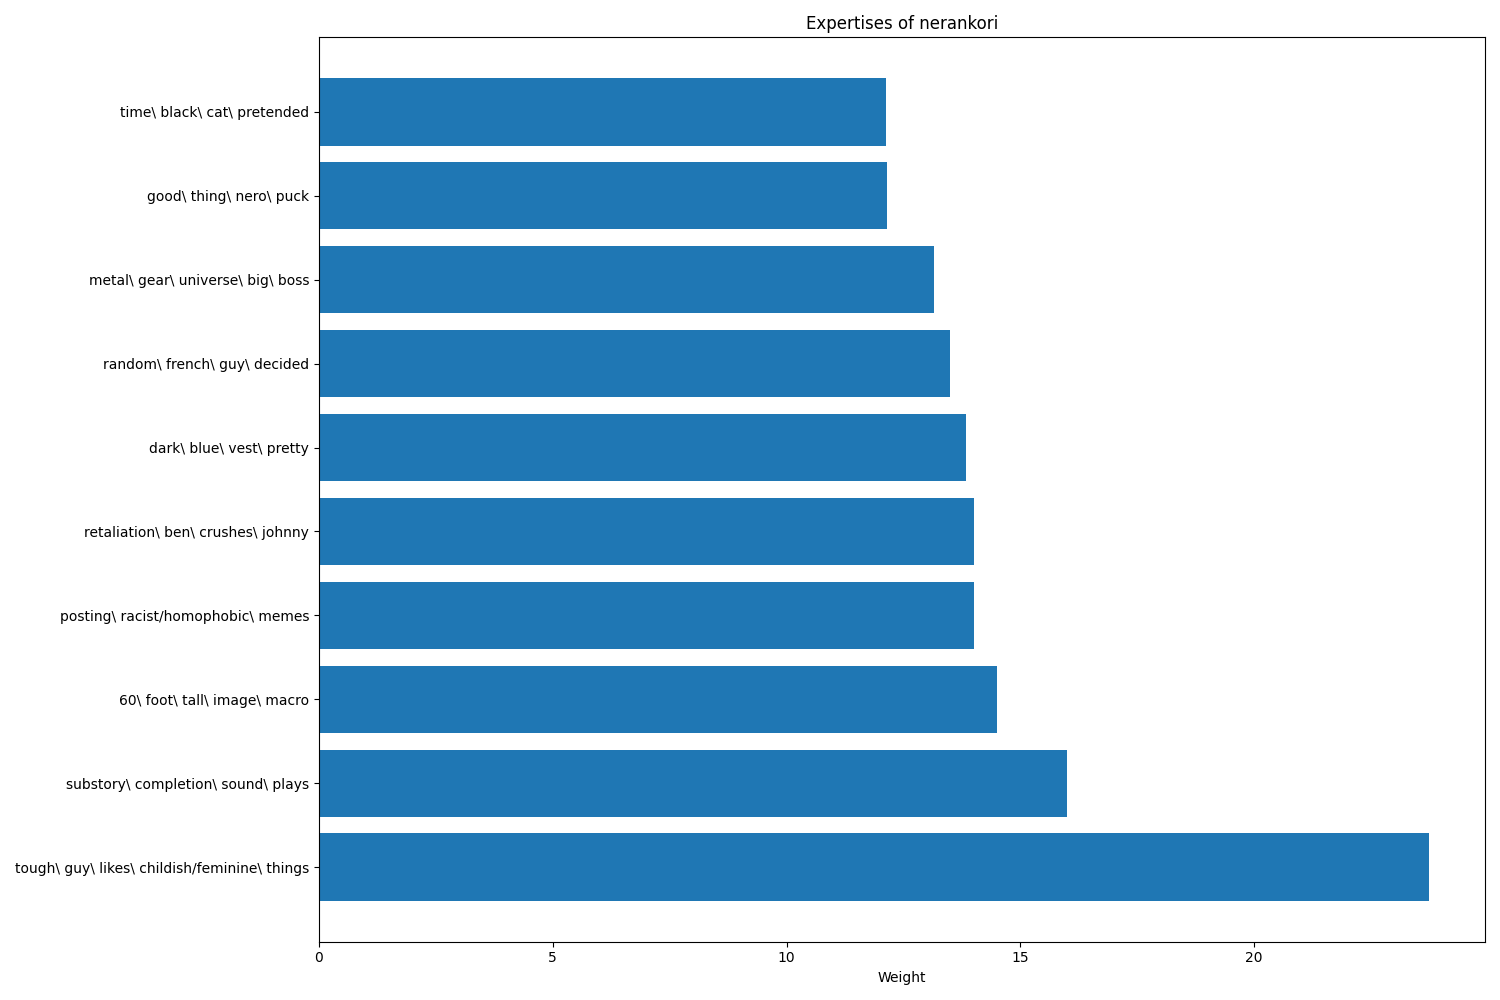 Expertises of nerankori
time\ black\ cat\ pretended
good\ thing\ nero\ puck
metal\ gear\ universe\ big\ boss
random\ french\ guy\ decided
dark\ blue\ vest\ pretty
retaliation\ ben\ crushes\ johnny
posting\ racist/homophobic\ memes
60\ foot\ tall\ image\ macro
substory\ completion\ sound\ plays
tough\ guy\ likes\ childish/feminine\ things
0 5 10 15 20
Weight